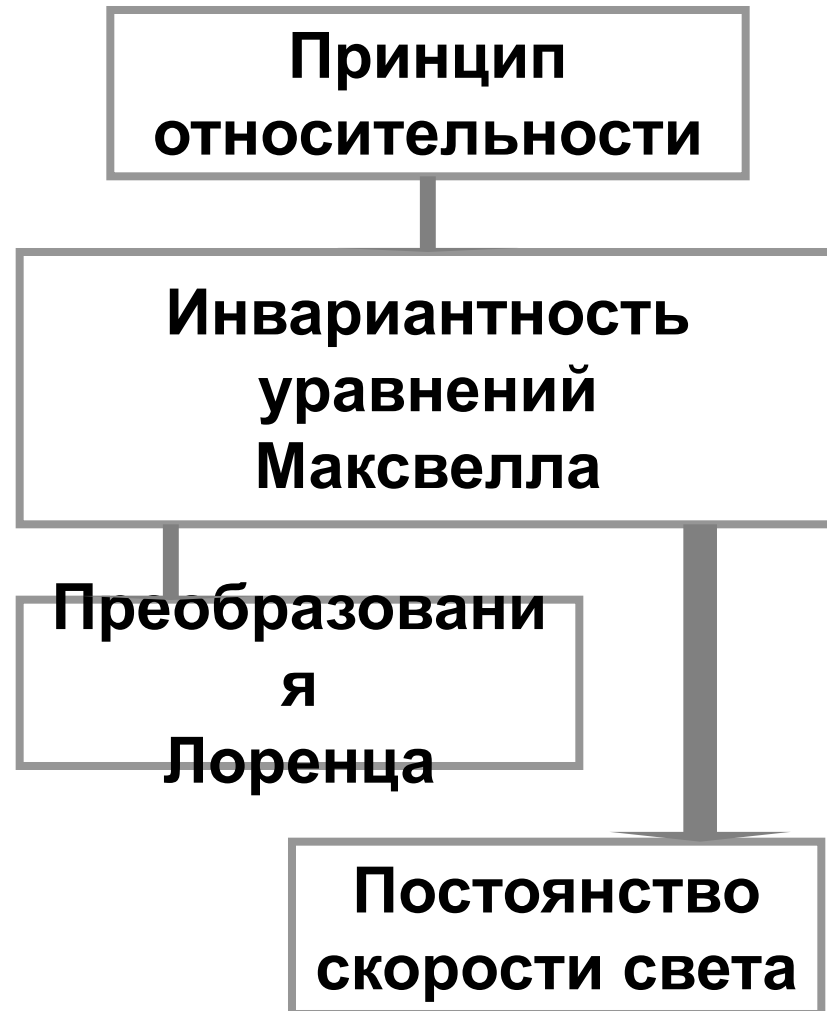 Принцип
относительности
Инвариантность
уравнений
Максвелла
Преобразовани
я
Лоренца
Постоянство
скорости света